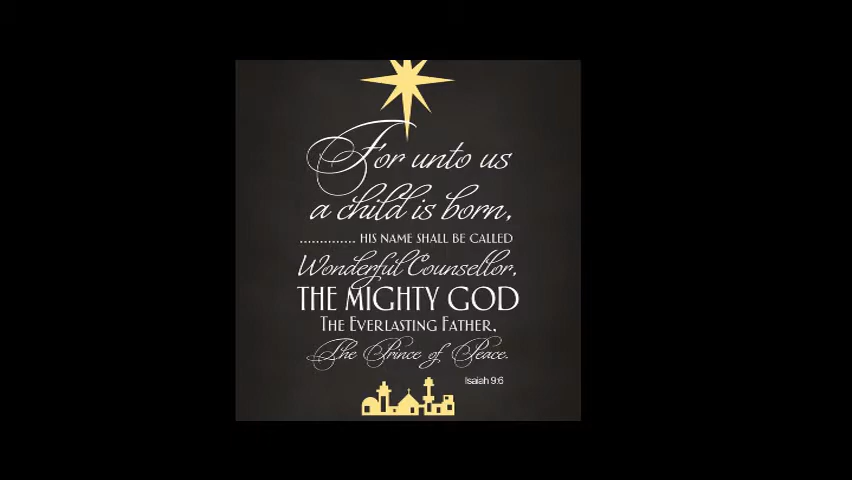 For unto us
a child is born,
.............. HIS NAME SHALL BE CALLED
Wonderful Counsellor,
THE MIGHTY GOD
THE EVERLASTING FATHER,
The Prince of Peace.
Isaiah 9:6